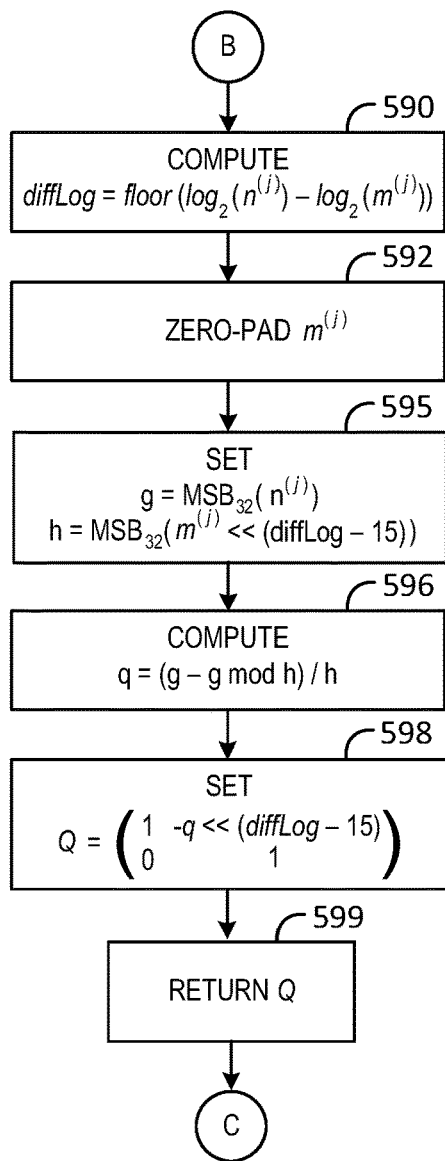 B
590
COMPUTE
diffLog = floor (log₂(n⁽ʲ⁾) – log₂(m⁽ʲ⁾))
592
ZERO-PAD m⁽ʲ⁾
595
SET
g = MSB₃₂(n⁽ʲ⁾)
h = MSB₃₂(m⁽ʲ⁾ << (diffLog – 15))
596
COMPUTE
q = (g – g mod h) / h
598
SET
Q = ( 1 -q << (diffLog – 15) )
0 1
599
RETURN Q
C